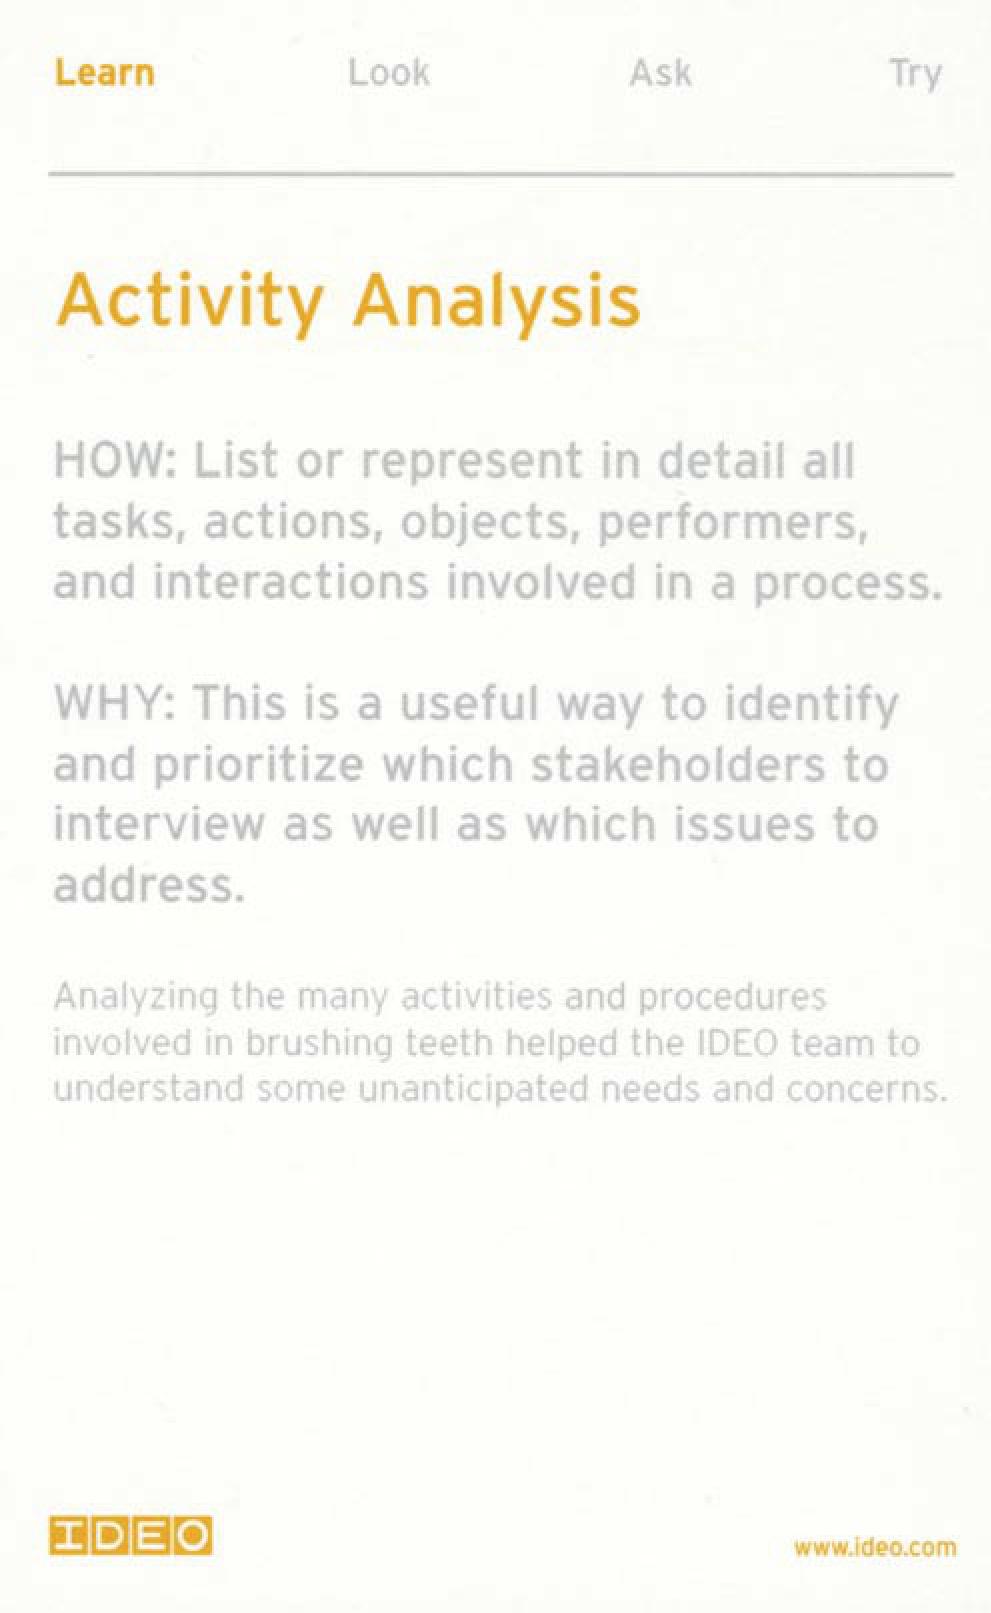 Learn Look Ask Try
Activity Analysis
HOW: List or represent in detail all
tasks, actions, objects, performers,
and interactions involved in a process.
WHY: This is a useful way to identify
and prioritize which stakeholders to
interview as well as which issues to
address.
Analyzing the many activities and procedures
involved in brushing teeth helped the IDEO team to
understand some unanticipated needs and concerns.
IDEO
www.ideo.com